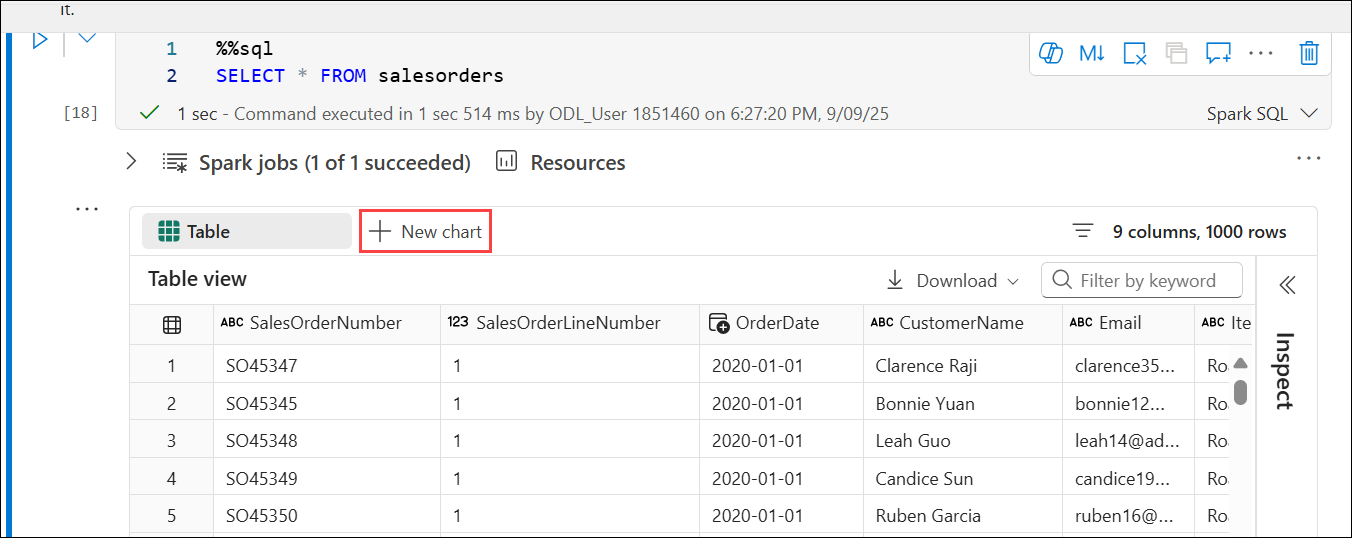 it.
1 %%sql
2 SELECT * FROM salesorders
[18] 1 sec - Command executed in 1 sec 514 ms by ODL_User 1851460 on 6:27:20 PM, 9/09/25 Spark SQL
Spark jobs (1 of 1 succeeded) Resources
Table New chart 9 columns, 1000 rows
Table view Download Filter by keyword
ABC SalesOrderNumber 123 SalesOrderLineNumber OrderDate ABC CustomerName ABC Email ABC Ite
1 SO45347 1 2020-01-01 Clarence Raji clarence35... Ro
2 SO45345 1 2020-01-01 Bonnie Yuan bonnie12... Ro
3 SO45348 1 2020-01-01 Leah Guo leah14@ad... Ro
4 SO45349 1 2020-01-01 Candice Sun candice19... Ro
5 SO45350 1 2020-01-01 Ruben Garcia ruben16@... Ro
Inspect